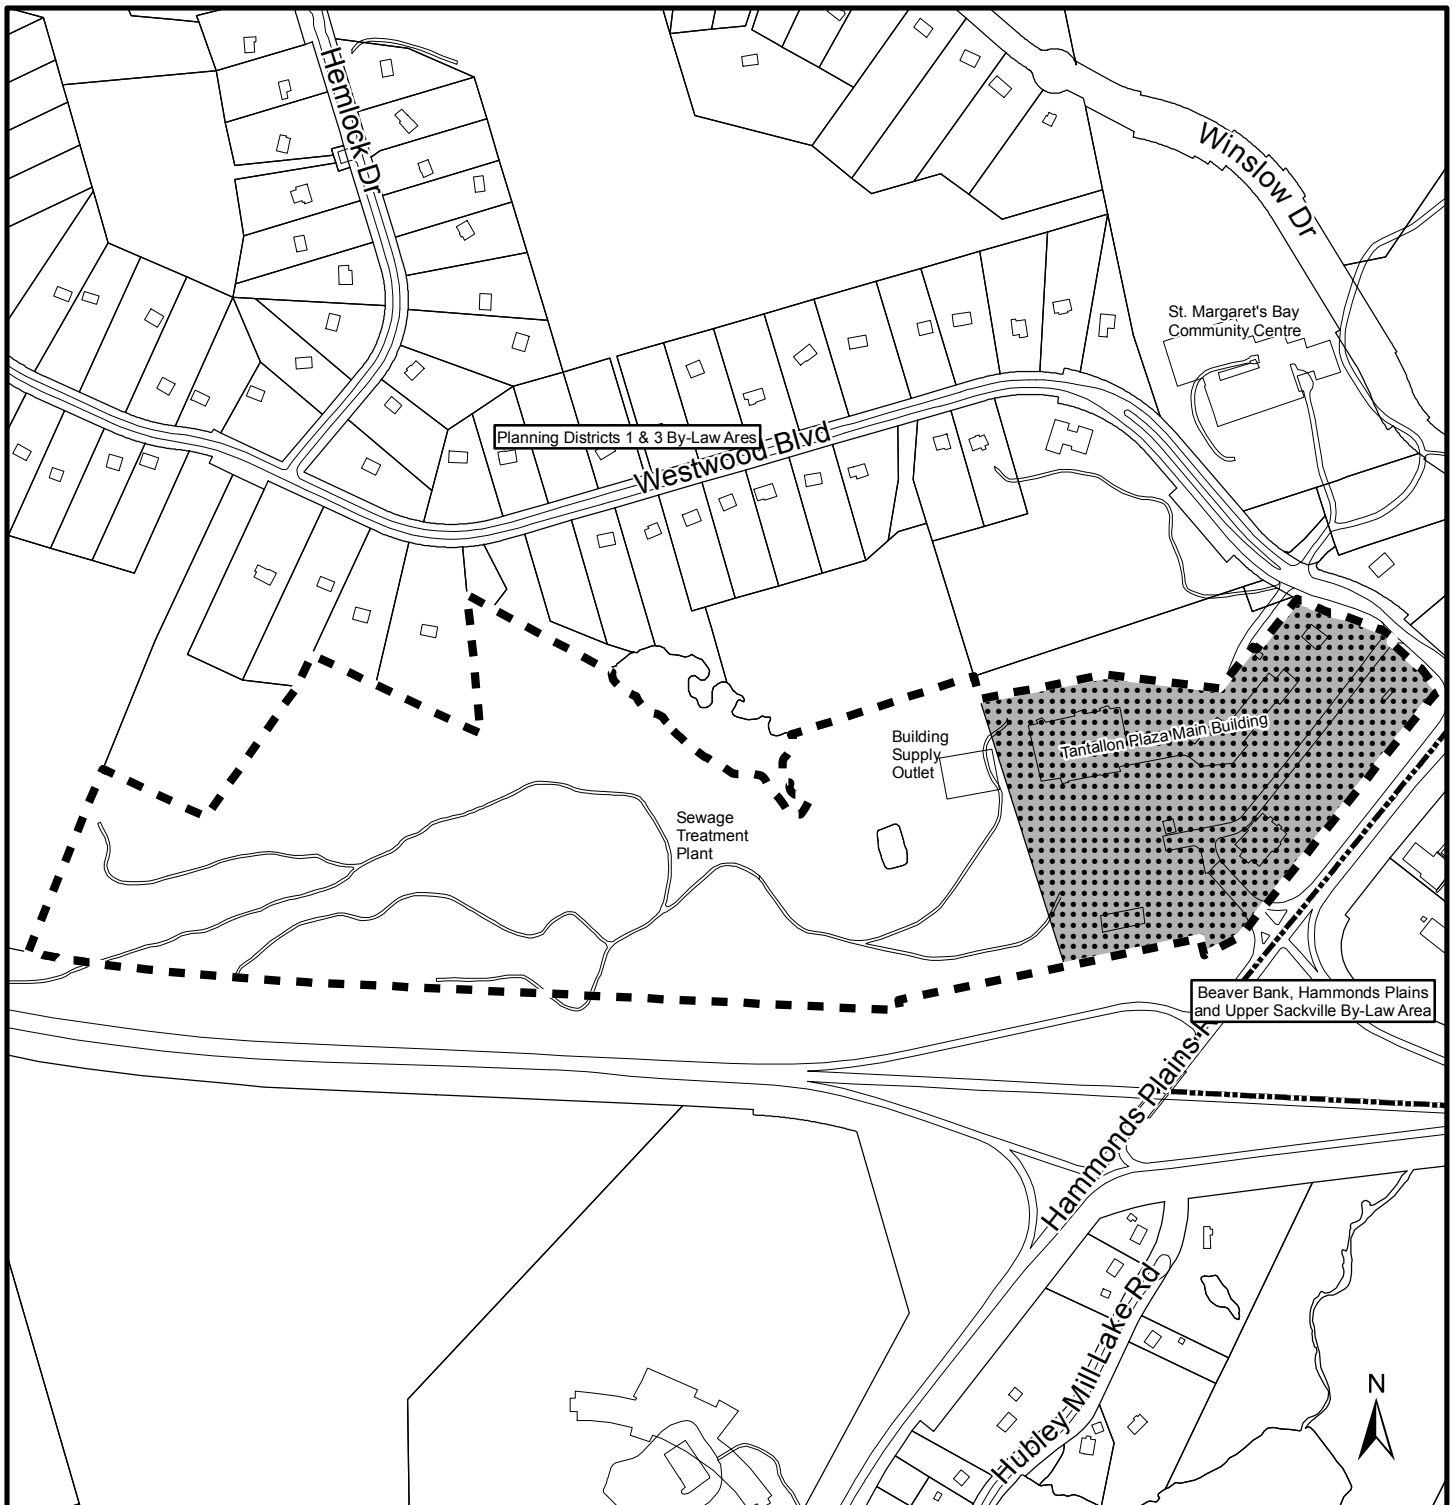 Hemlock Dr
Winslow Dr
St. Margaret's Bay
Community Centre
Planning Districts 1 & 3 By-Law Ares
Westwood Blvd
Building
Supply
Outlet
Tantallon Plaza Main Building
Sewage
Treatment
Plant
Beaver Bank, Hammonds Plains
and Upper Sackville By-Law Area
Hammonds Plains
Hubley Mill Lake Rd
N